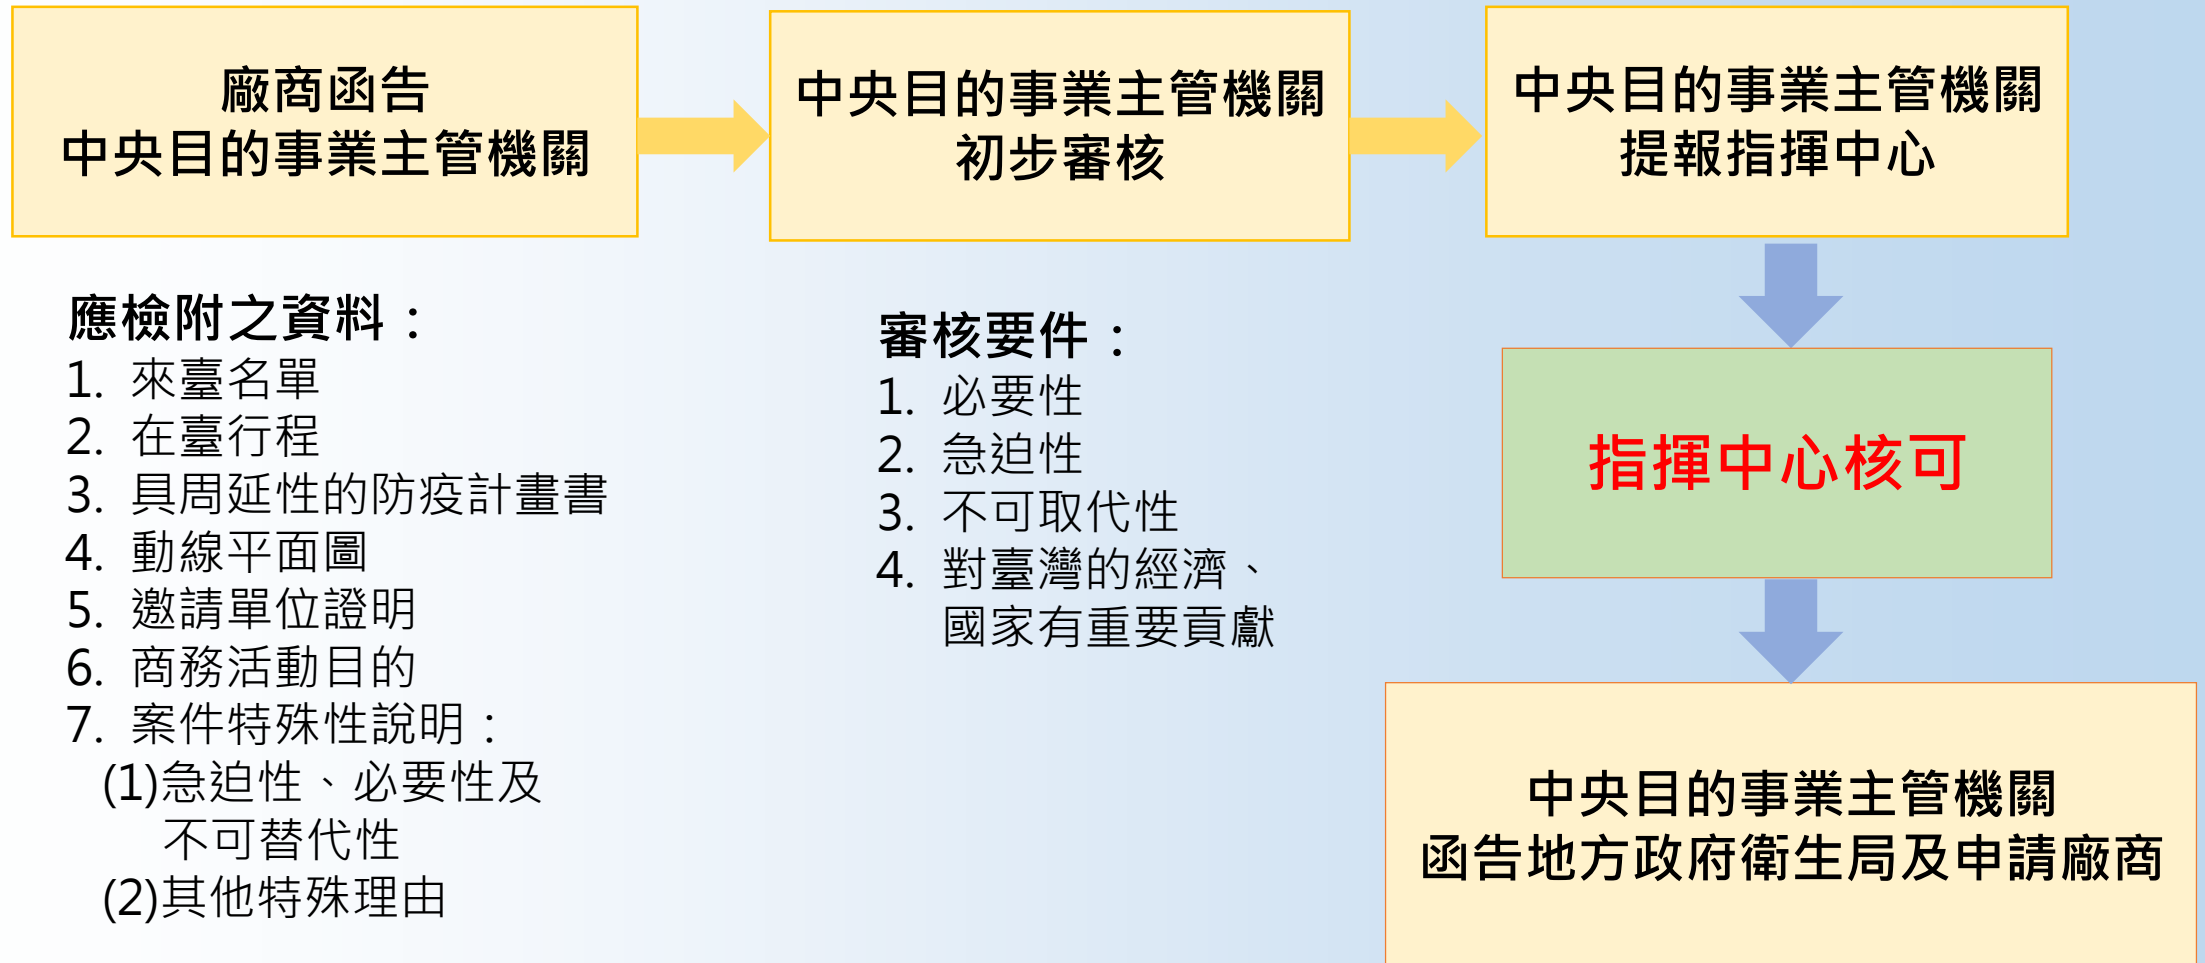 廠商函告
中央目的事業主管機關
中央目的事業主管機關
初步審核
中央目的事業主管機關
提報指揮中心
應檢附之資料：
1. 來臺名單
2. 在臺行程
3. 具周延性的防疫計畫書
4. 動線平面圖
5. 邀請單位證明
6. 商務活動目的
7. 案件特殊性說明：
(1)急迫性、必要性及
不可替代性
(2)其他特殊理由
審核要件：
1. 必要性
2. 急迫性
3. 不可取代性
4. 對臺灣的經濟、
國家有重要貢獻
指揮中心核可
中央目的事業主管機關
函告地方政府衛生局及申請廠商